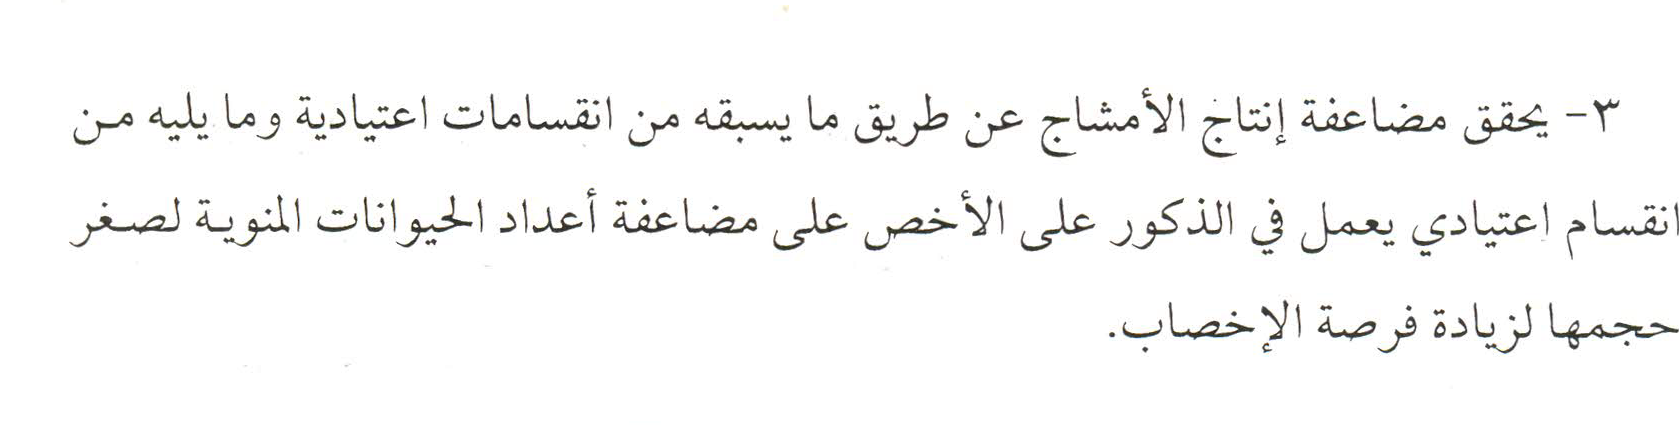 ٣- يحقق مضاعفة إنتاج الأمشاج عن طريق ما يسبقه من انقسامات اعتيادية وما يليه من
انقسام اعتيادي يعمل في الذكور على الأخص على مضاعفة أعداد الحيوانات المنوية لصغر
حجمها لزيادة فرصة الإخصاب.